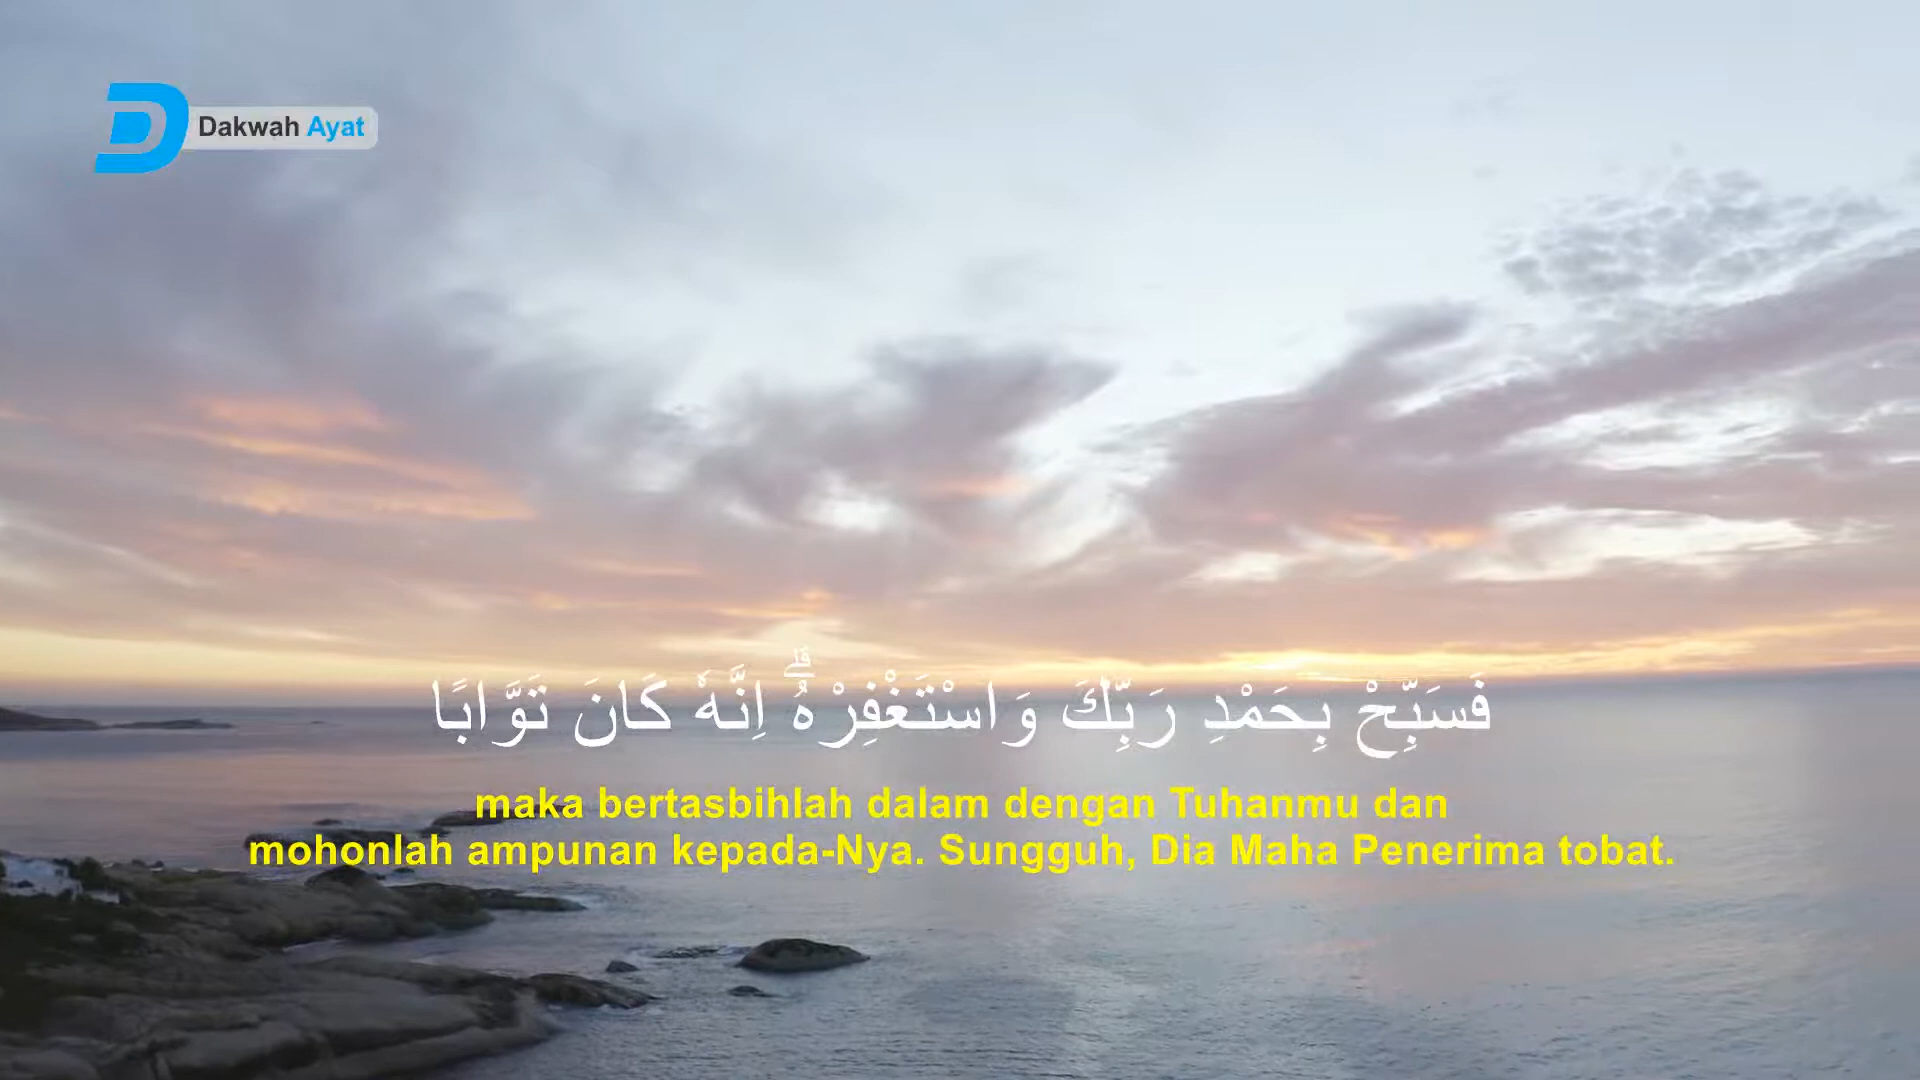 Dakwah Ayat
فَسَبِّحْ بِحَمْدِ رَبِّكَ وَاسْتَغْفِرْهُۗ اِنَّهٗ كَانَ تَوَّابًا
maka bertasbihlah dalam dengan Tuhanmu dan
mohonlah ampunan kepada-Nya. Sungguh, Dia Maha Penerima tobat.